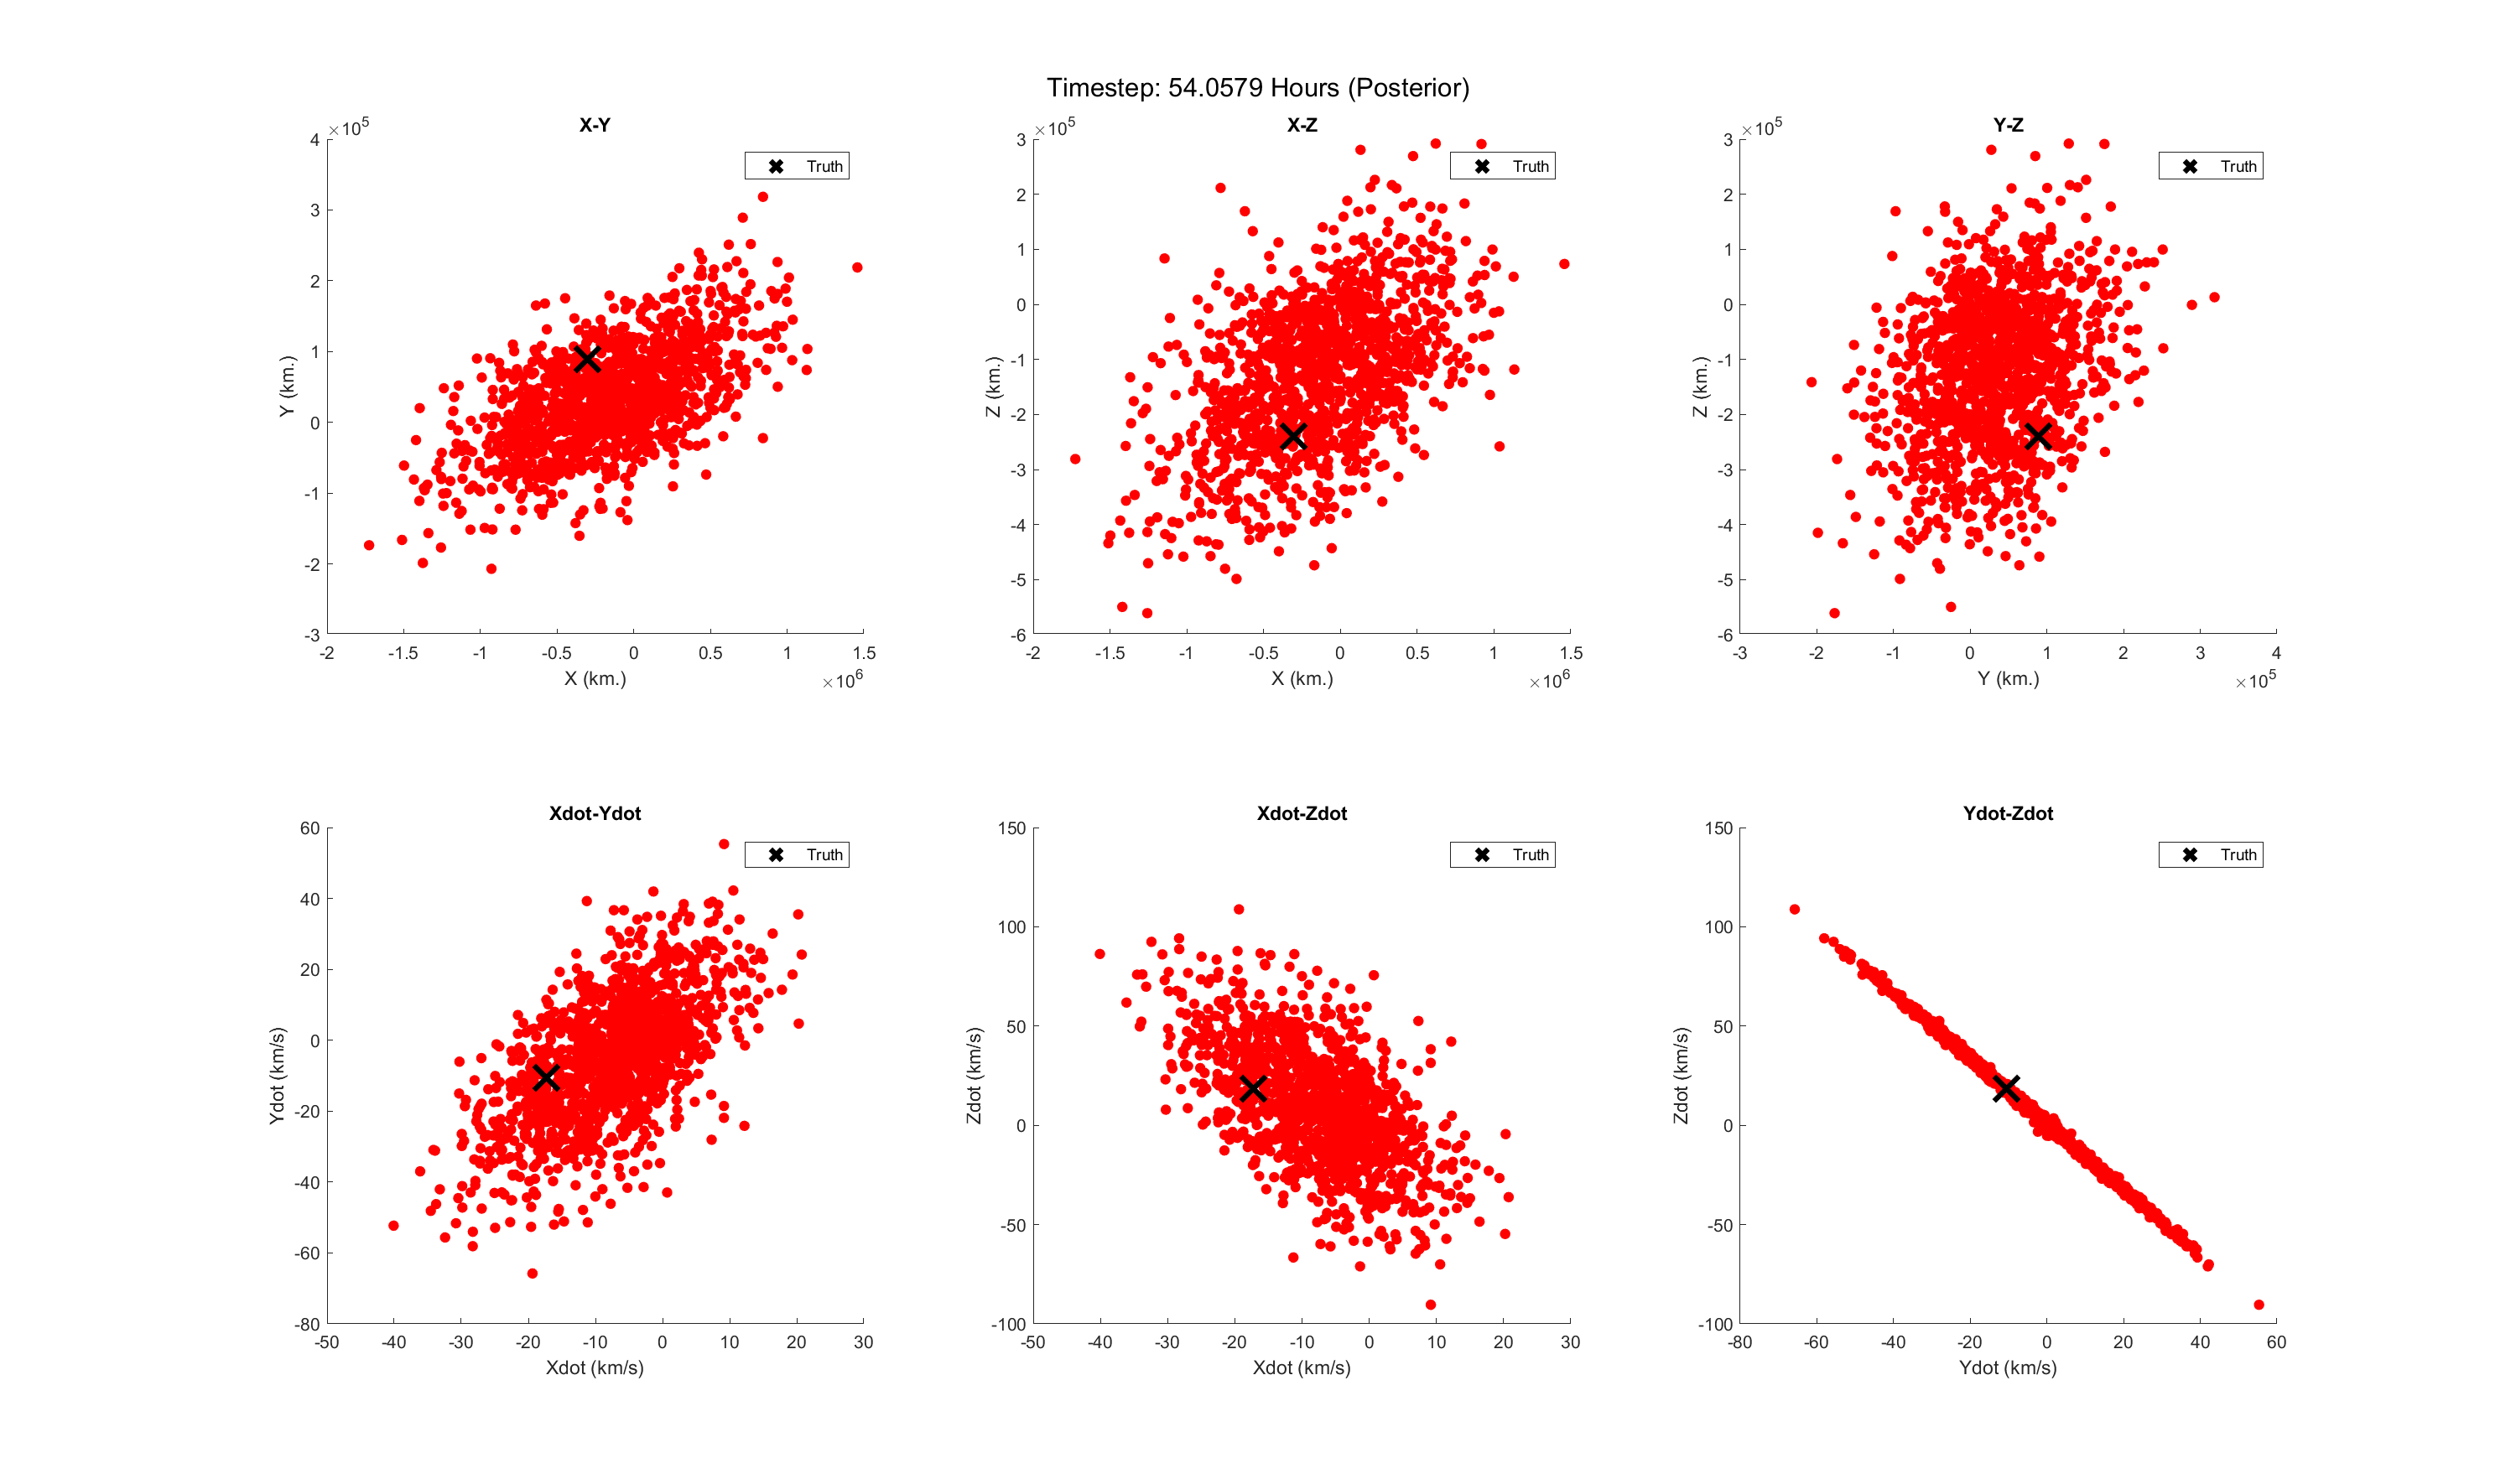 Timestep: 54.0579 Hours (Posterior)
X-Y
×10^5
4
3
2
1
0
-1
-2
-3
Y (km.)
Truth
-2 -1.5 -1 -0.5 0 0.5 1 1.5
X (km.)
×10^6
X-Z
×10^5
3
2
1
0
-1
-2
-3
-4
-5
-6
Z (km.)
Truth
-2 -1.5 -1 -0.5 0 0.5 1 1.5
X (km.)
×10^6
Y-Z
×10^5
3
2
1
0
-1
-2
-3
-4
-5
-6
Z (km.)
Truth
-3 -2 -1 0 1 2 3 4
Y (km.)
×10^5
Xdot-Ydot
60
40
20
0
-20
-40
-60
-80
Ydot (km/s)
Truth
-50 -40 -30 -20 -10 0 10 20 30
Xdot (km/s)
Xdot-Zdot
150
100
50
0
-50
-100
Zdot (km/s)
Truth
-50 -40 -30 -20 -10 0 10 20 30
Xdot (km/s)
Ydot-Zdot
150
100
50
0
-50
-100
Zdot (km/s)
Truth
-80 -60 -40 -20 0 20 40 60
Ydot (km/s)